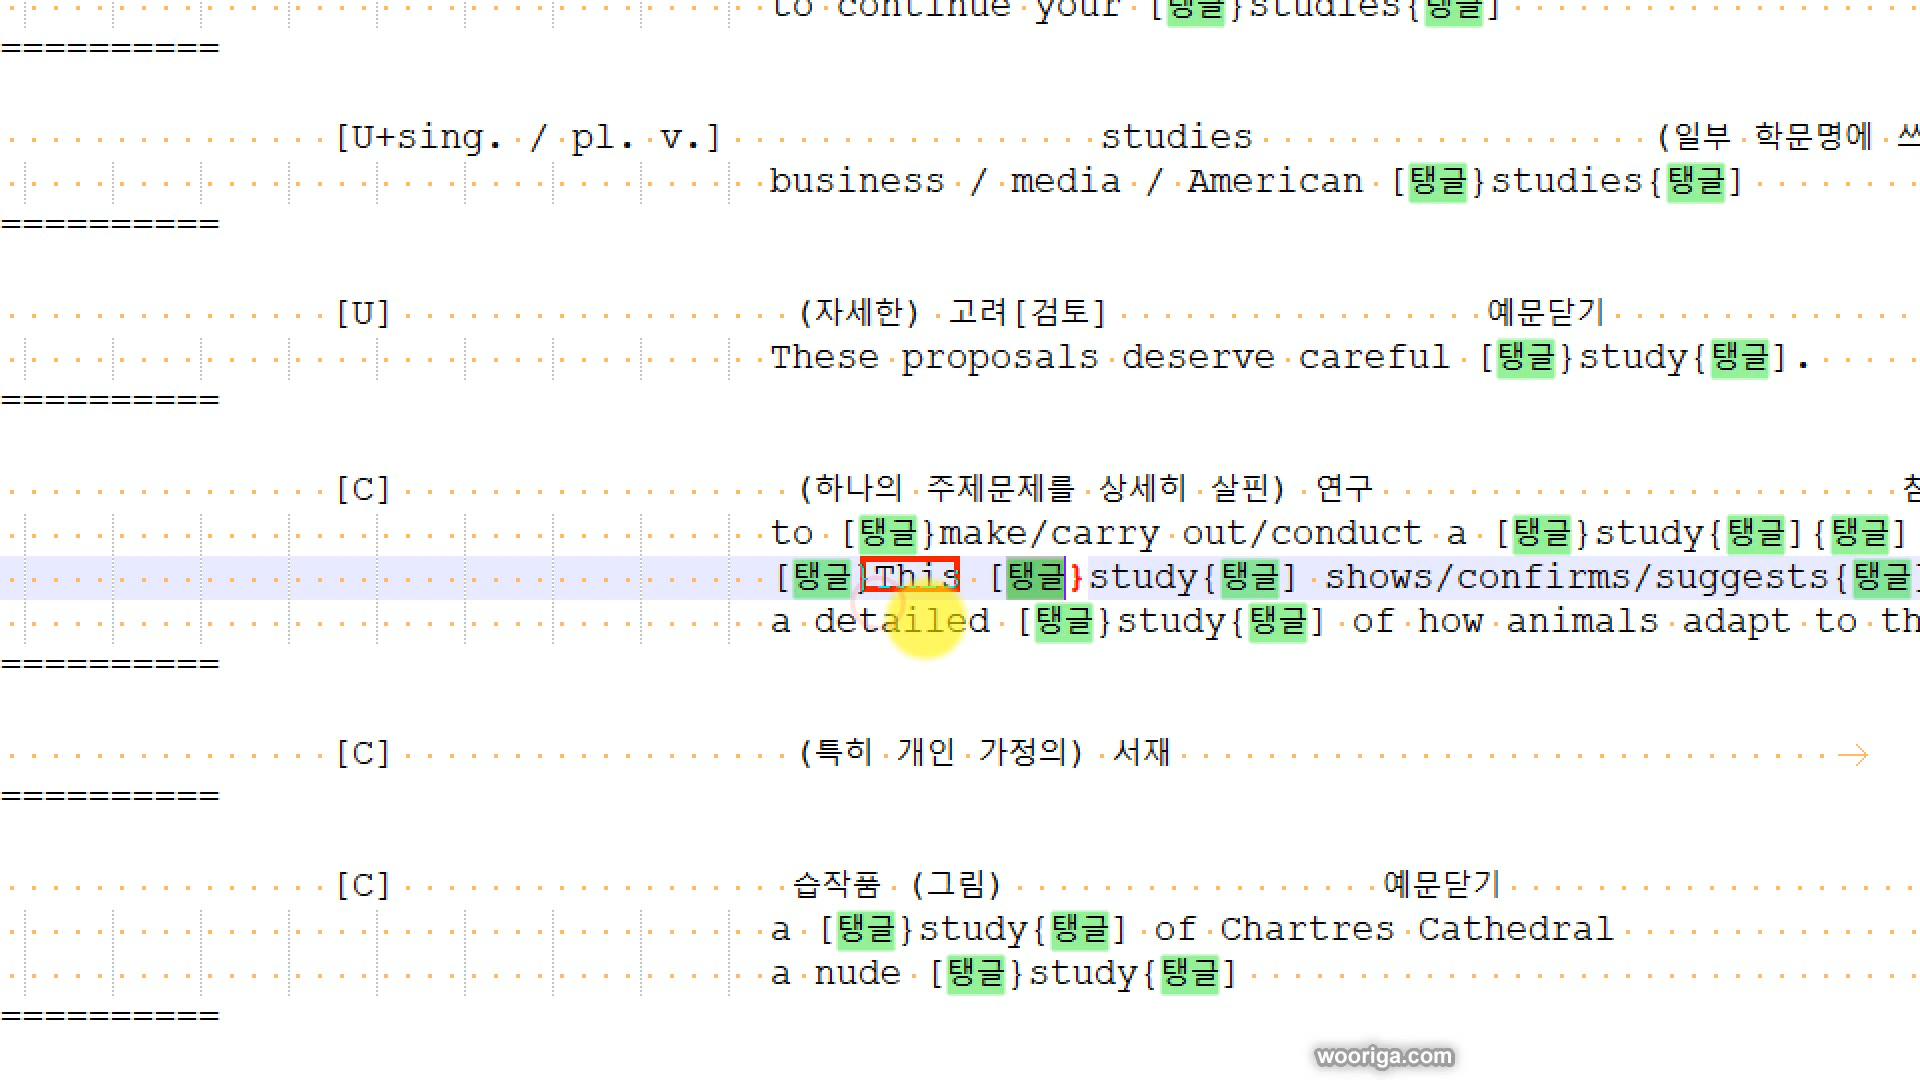 to continue your [탱글}studies{탱글]
==========
[U+sing. / pl. v.] studies (일부 학문명에 쓰
business / media / American [탱글}studies{탱글]
==========
[U] (자세한) 고려[검토] 예문닫기
These proposals deserve careful [탱글}study{탱글].
==========
[C] (하나의 주제문제를 상세히 살핀) 연구
to [탱글}make/carry out/conduct a [탱글}study{탱글]{탱글]
[탱글}This [탱글}study{탱글] shows/confirms/suggests{탱글]
a detailed [탱글}study{탱글] of how animals adapt to th
==========
[C] (특히 개인 가정의) 서재
==========
[C] 습작품 (그림) 예문닫기
a [탱글}study{탱글] of Chartres Cathedral
a nude [탱글}study{탱글]
==========
wooriga.com